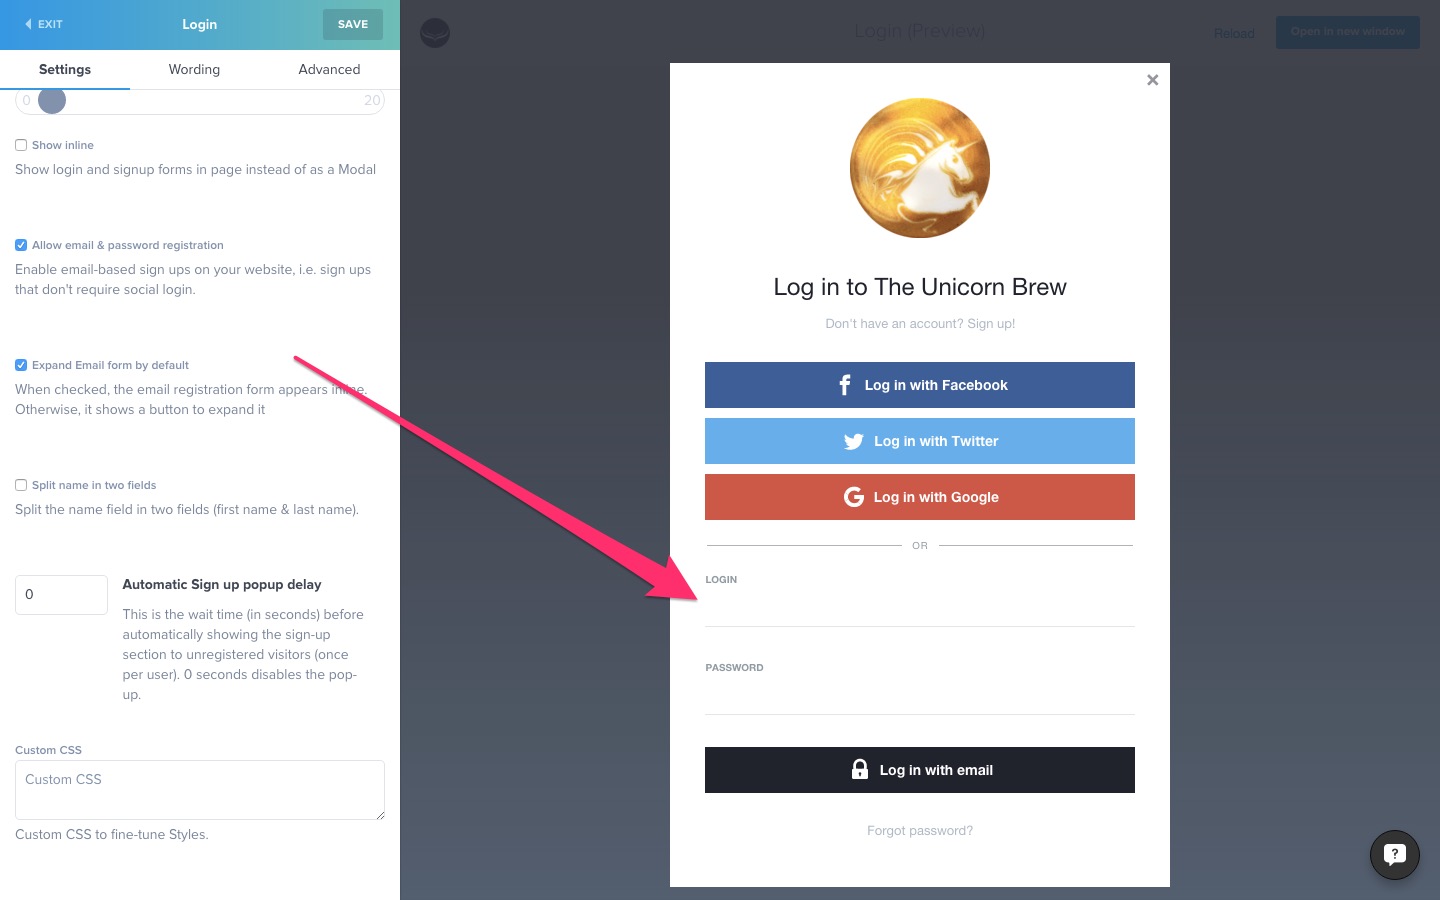 EXIT
Login
SAVE
Settings
Wording
Advanced
0
20
Show inline
Show login and signup forms in page instead of as a Modal
Allow email & password registration
Enable email-based sign ups on your website, i.e. sign ups
that don't require social login.
Expand Email form by default
When checked, the email registration form appears inline.
Otherwise, it shows a button to expand it
Split name in two fields
Split the name field in two fields (first name & last name).
0
Automatic Sign up popup delay
This is the wait time (in seconds) before
automatically showing the sign-up
section to unregistered visitors (once
per user). 0 seconds disables the pop-
up.
Custom CSS
Custom CSS
Custom CSS to fine-tune Styles.
Login (Preview)
Reload
Open in new window
×
Log in to The Unicorn Brew
Don't have an account? Sign up!
Log in with Facebook
Log in with Twitter
Log in with Google
OR
LOGIN
PASSWORD
Log in with email
Forgot password?